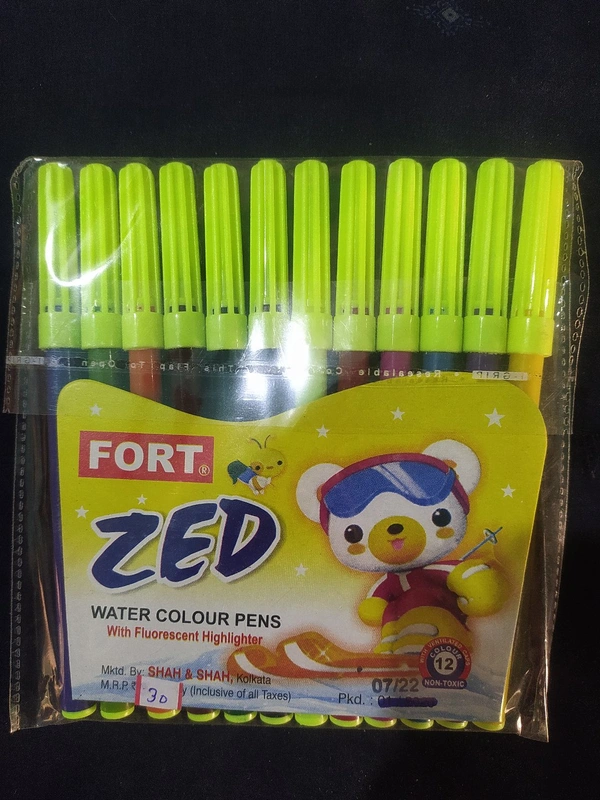 FORT®
ZED
WATER COLOUR PENS
With Fluorescent Highlighter
Mktd. By: SHAH & SHAH, Kolkata
M.R.P. ₹ 30 (Inclusive of all Taxes)
07/22
Pkd. :
COLOUR
12
NON-TOXIC